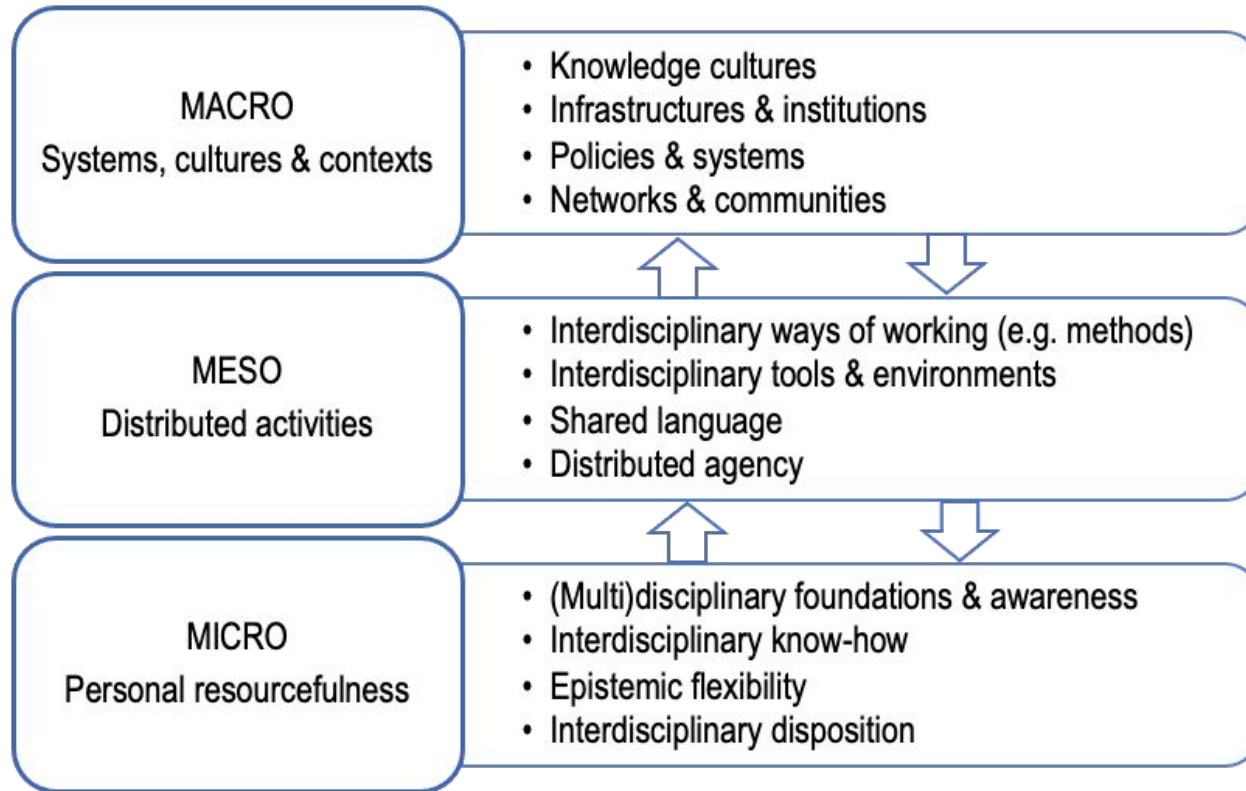 MACRO
Systems, cultures & contexts
• Knowledge cultures
• Infrastructures & institutions
• Policies & systems
• Networks & communities
MESO
Distributed activities
• Interdisciplinary ways of working (e.g. methods)
• Interdisciplinary tools & environments
• Shared language
• Distributed agency
MICRO
Personal resourcefulness
• (Multi)disciplinary foundations & awareness
• Interdisciplinary know-how
• Epistemic flexibility
• Interdisciplinary disposition